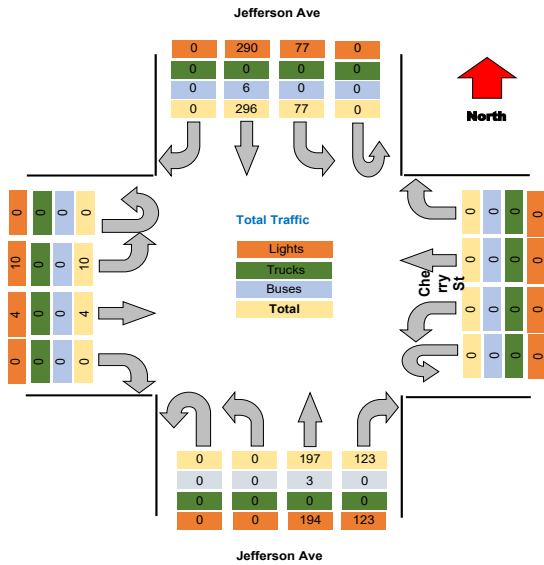 Jefferson Ave
0 290 77 0
0 0 0 0
0 6 0 0
0 296 77 0
North
0 0 0 0
10 0 0 10
4 0 0 4
0 0 0 0
Total Traffic
Lights
Trucks
Buses
Total
Che
rry
St
0 0 0 0
0 0 0 0
0 0 0 0
0 0 0 0
0 0 197 123
0 0 3 0
0 0 0 0
0 0 194 123
Jefferson Ave